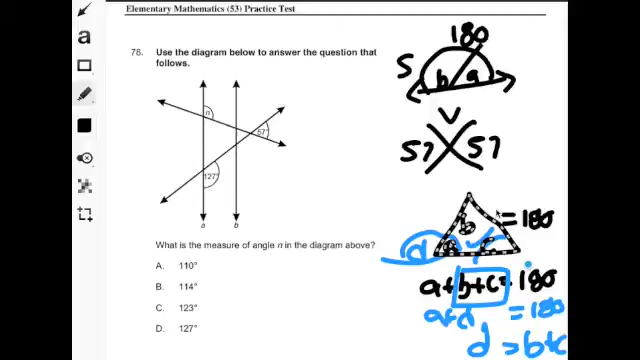 Elementary Mathematics (53) Practice Test
78. Use the diagram below to answer the question that
follows.
n
57°
127°
a b
What is the measure of angle n in the diagram above?
A. 110°
B. 114°
C. 123°
D. 127°
a
180
S
b a
V
57 57
b = 180
d a c
a+b+c=180
a+d = 180
d = b+c